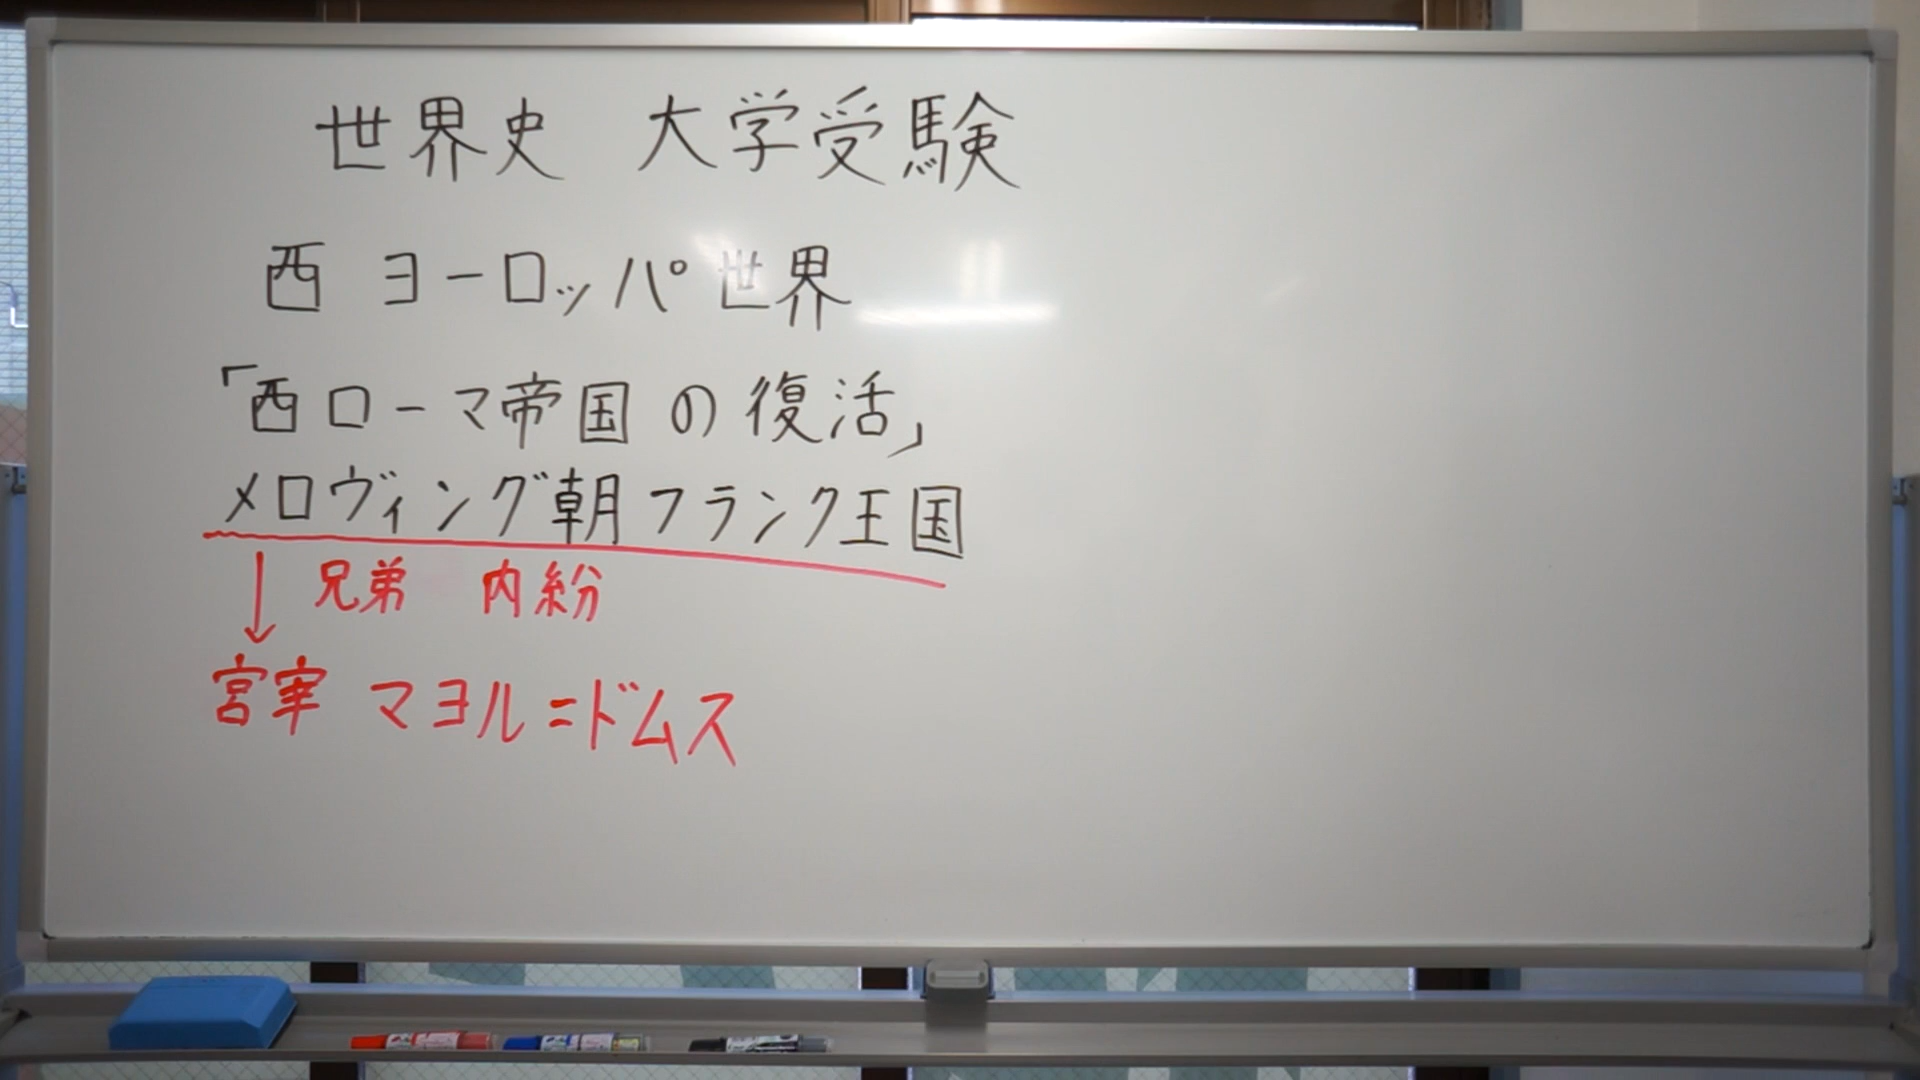 世界史 大学受験
西ヨーロッパ世界
「西ローマ帝国の復活」
メロヴィング朝フランク王国
↓ 兄弟 内紛
宮宰 マヨル=ドムス